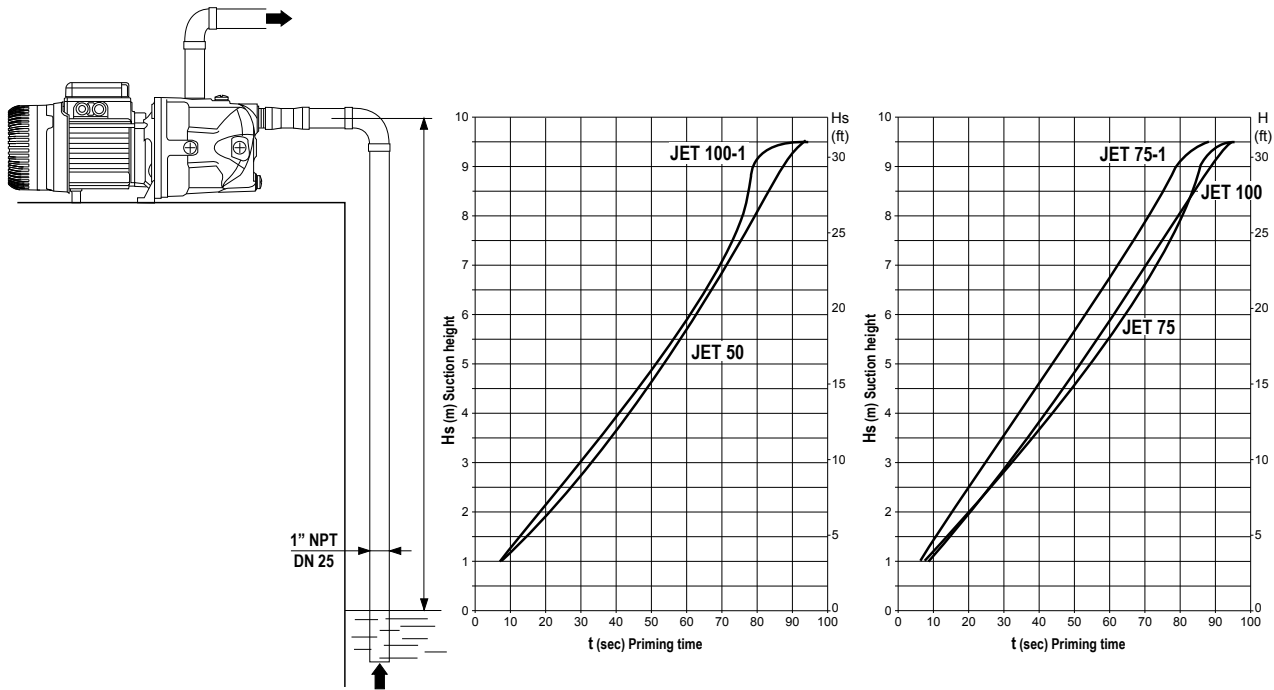 1” NPT
DN 25
10
9
8
7
6
5
4
3
2
1
0
Hs (m) Suction height
Hs
(ft)
30
25
20
15
10
5
0
JET 100-1
JET 50
0 10 20 30 40 50 60 70 80 90 100
t (sec) Priming time
10
9
8
7
6
5
4
3
2
1
0
Hs (m) Suction height
H
(ft)
30
25
20
15
10
5
0
JET 75-1
JET 100
JET 75
0 10 20 30 40 50 60 70 80 90 100
t (sec) Priming time